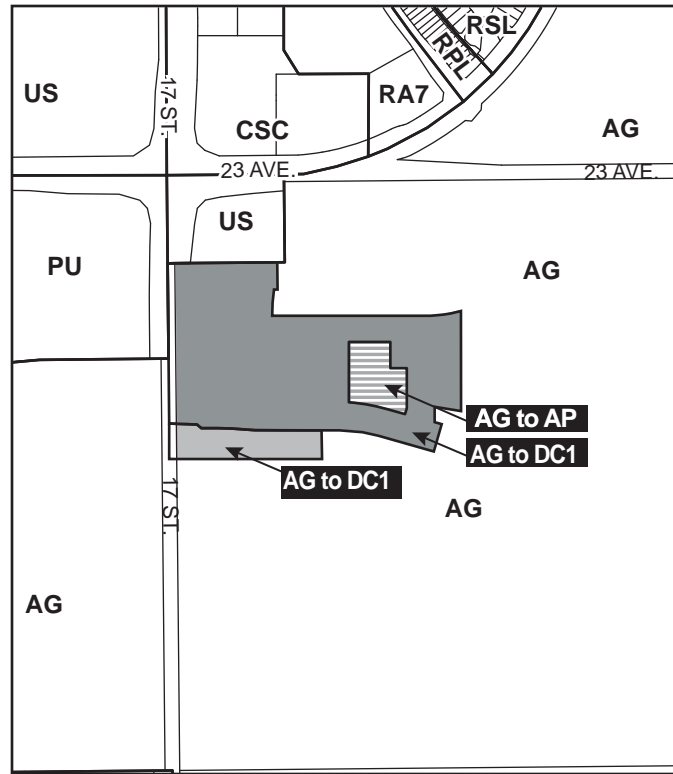 RSL
RPL
US
17 ST.
RA7
CSC
AG
23 AVE.
23 AVE.
US
PU
AG
AG to AP
AG to DC1
AG to DC1
AG
17 ST.
AG